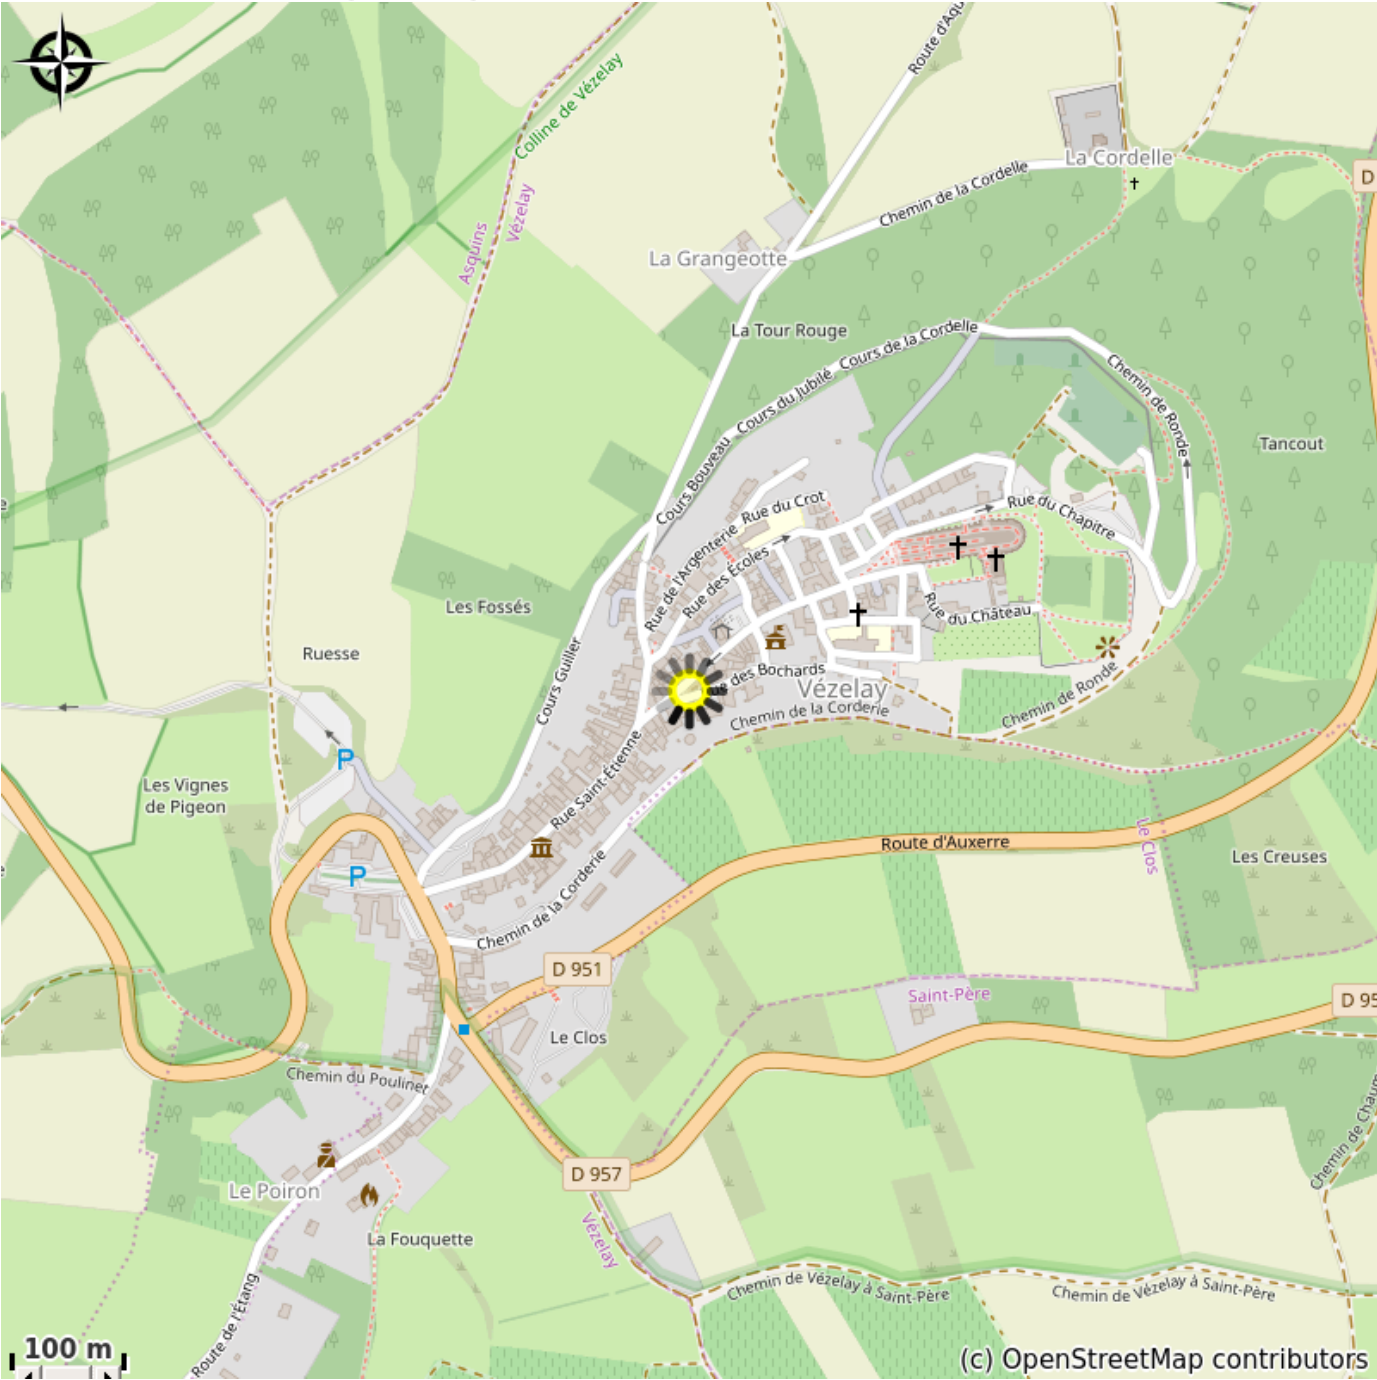 Route d'Aqu
Colline de Vézelay
La Cordelle
D
Chemin de la Cordelle
Vézelay
Asquins
La Grangeotte
La Tour Rouge
Cours de la Cordelle
Cours du Jubilé
Chemin de Ronde
Tancout
Cours Bouveau
Rue du Crot
Rue du Chapitre
Rue de l'Argenterie
Rue des Écoles
Les Fossés
Rue du Château
Ruesse
Cours Guiller
des Bochards
Vézelay
Chemin de la Corderie
Chemin de Ronde
P
Les Vignes
de Pigeon
Rue Saint-Étienne
Route d'Auxerre
Le Clos
Les Creuses
P
Chemin de la Corderie
D 951
Saint-Père
D 95
Le Clos
Chemin du Poulinet
Chemin de Chaum
D 957
Le Poiron
Vézelay
La Fouquette
Chemin de Vézelay à Saint-Père
Chemin de Vézelay à Saint-Père
Route de l'Étang
100 m
(c) OpenStreetMap contributors